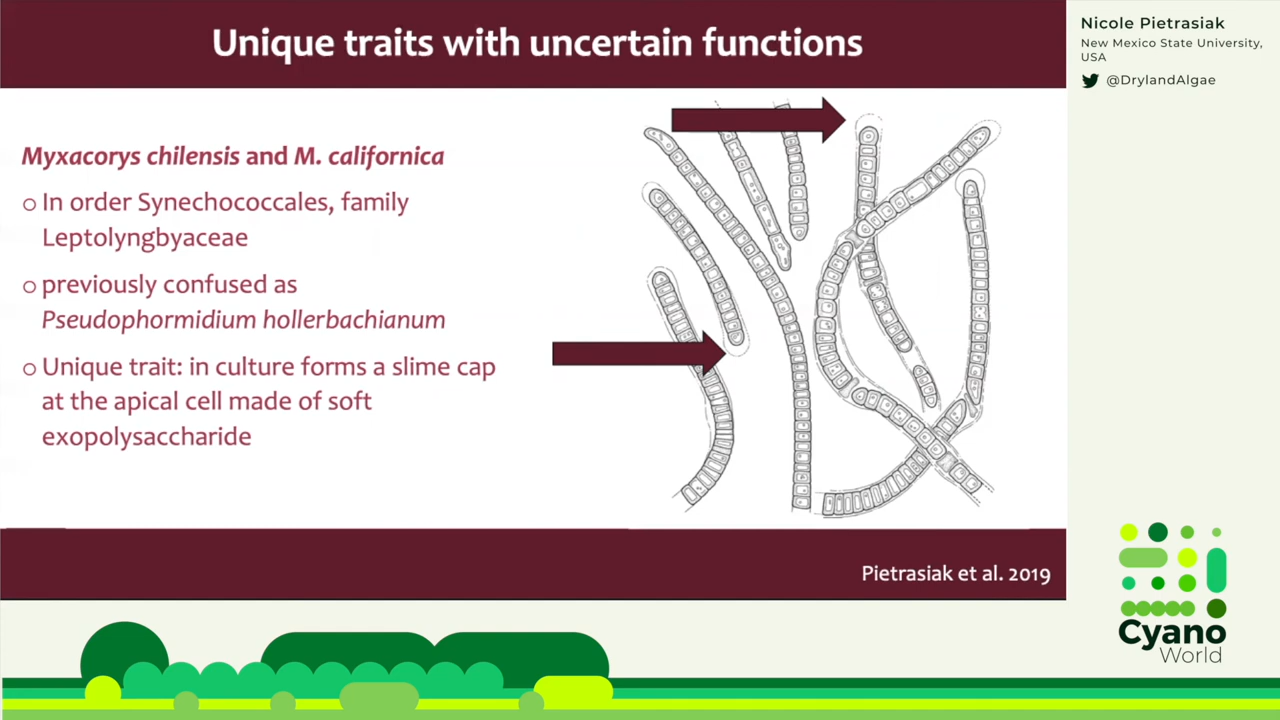 Unique traits with uncertain functions
Myxacorys chilensis and M. californica
o In order Synechococcales, family
Leptolyngbyaceae
o previously confused as
Pseudophormidium hollerbachianum
o Unique trait: in culture forms a slime cap
at the apical cell made of soft
exopolysaccharide
Pietrasiak et al. 2019
Nicole Pietrasiak
New Mexico State University,
USA
@DrylandAlgae
Cyano
World